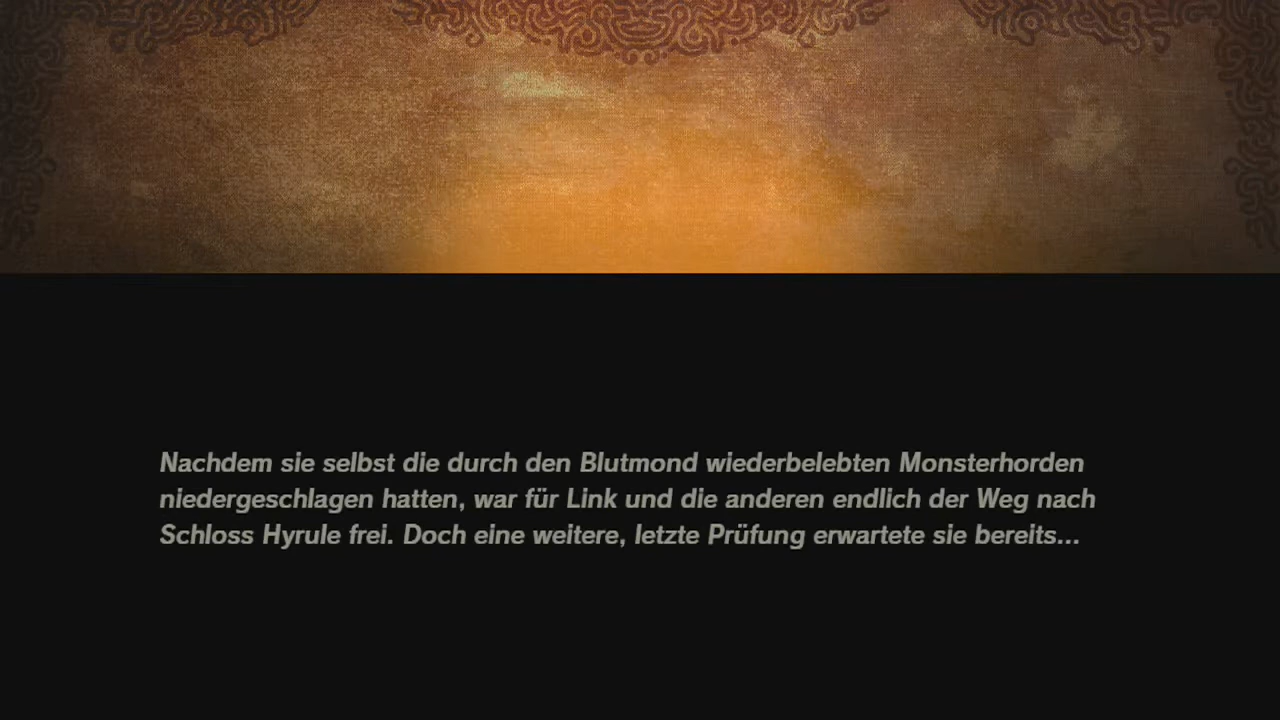 Nachdem sie selbst die durch den Blutmond wiederbelebten Monsterhorden
niedergeschlagen hatten, war für Link und die anderen endlich der Weg nach
Schloss Hyrule frei. Doch eine weitere, letzte Prüfung erwartete sie bereits...